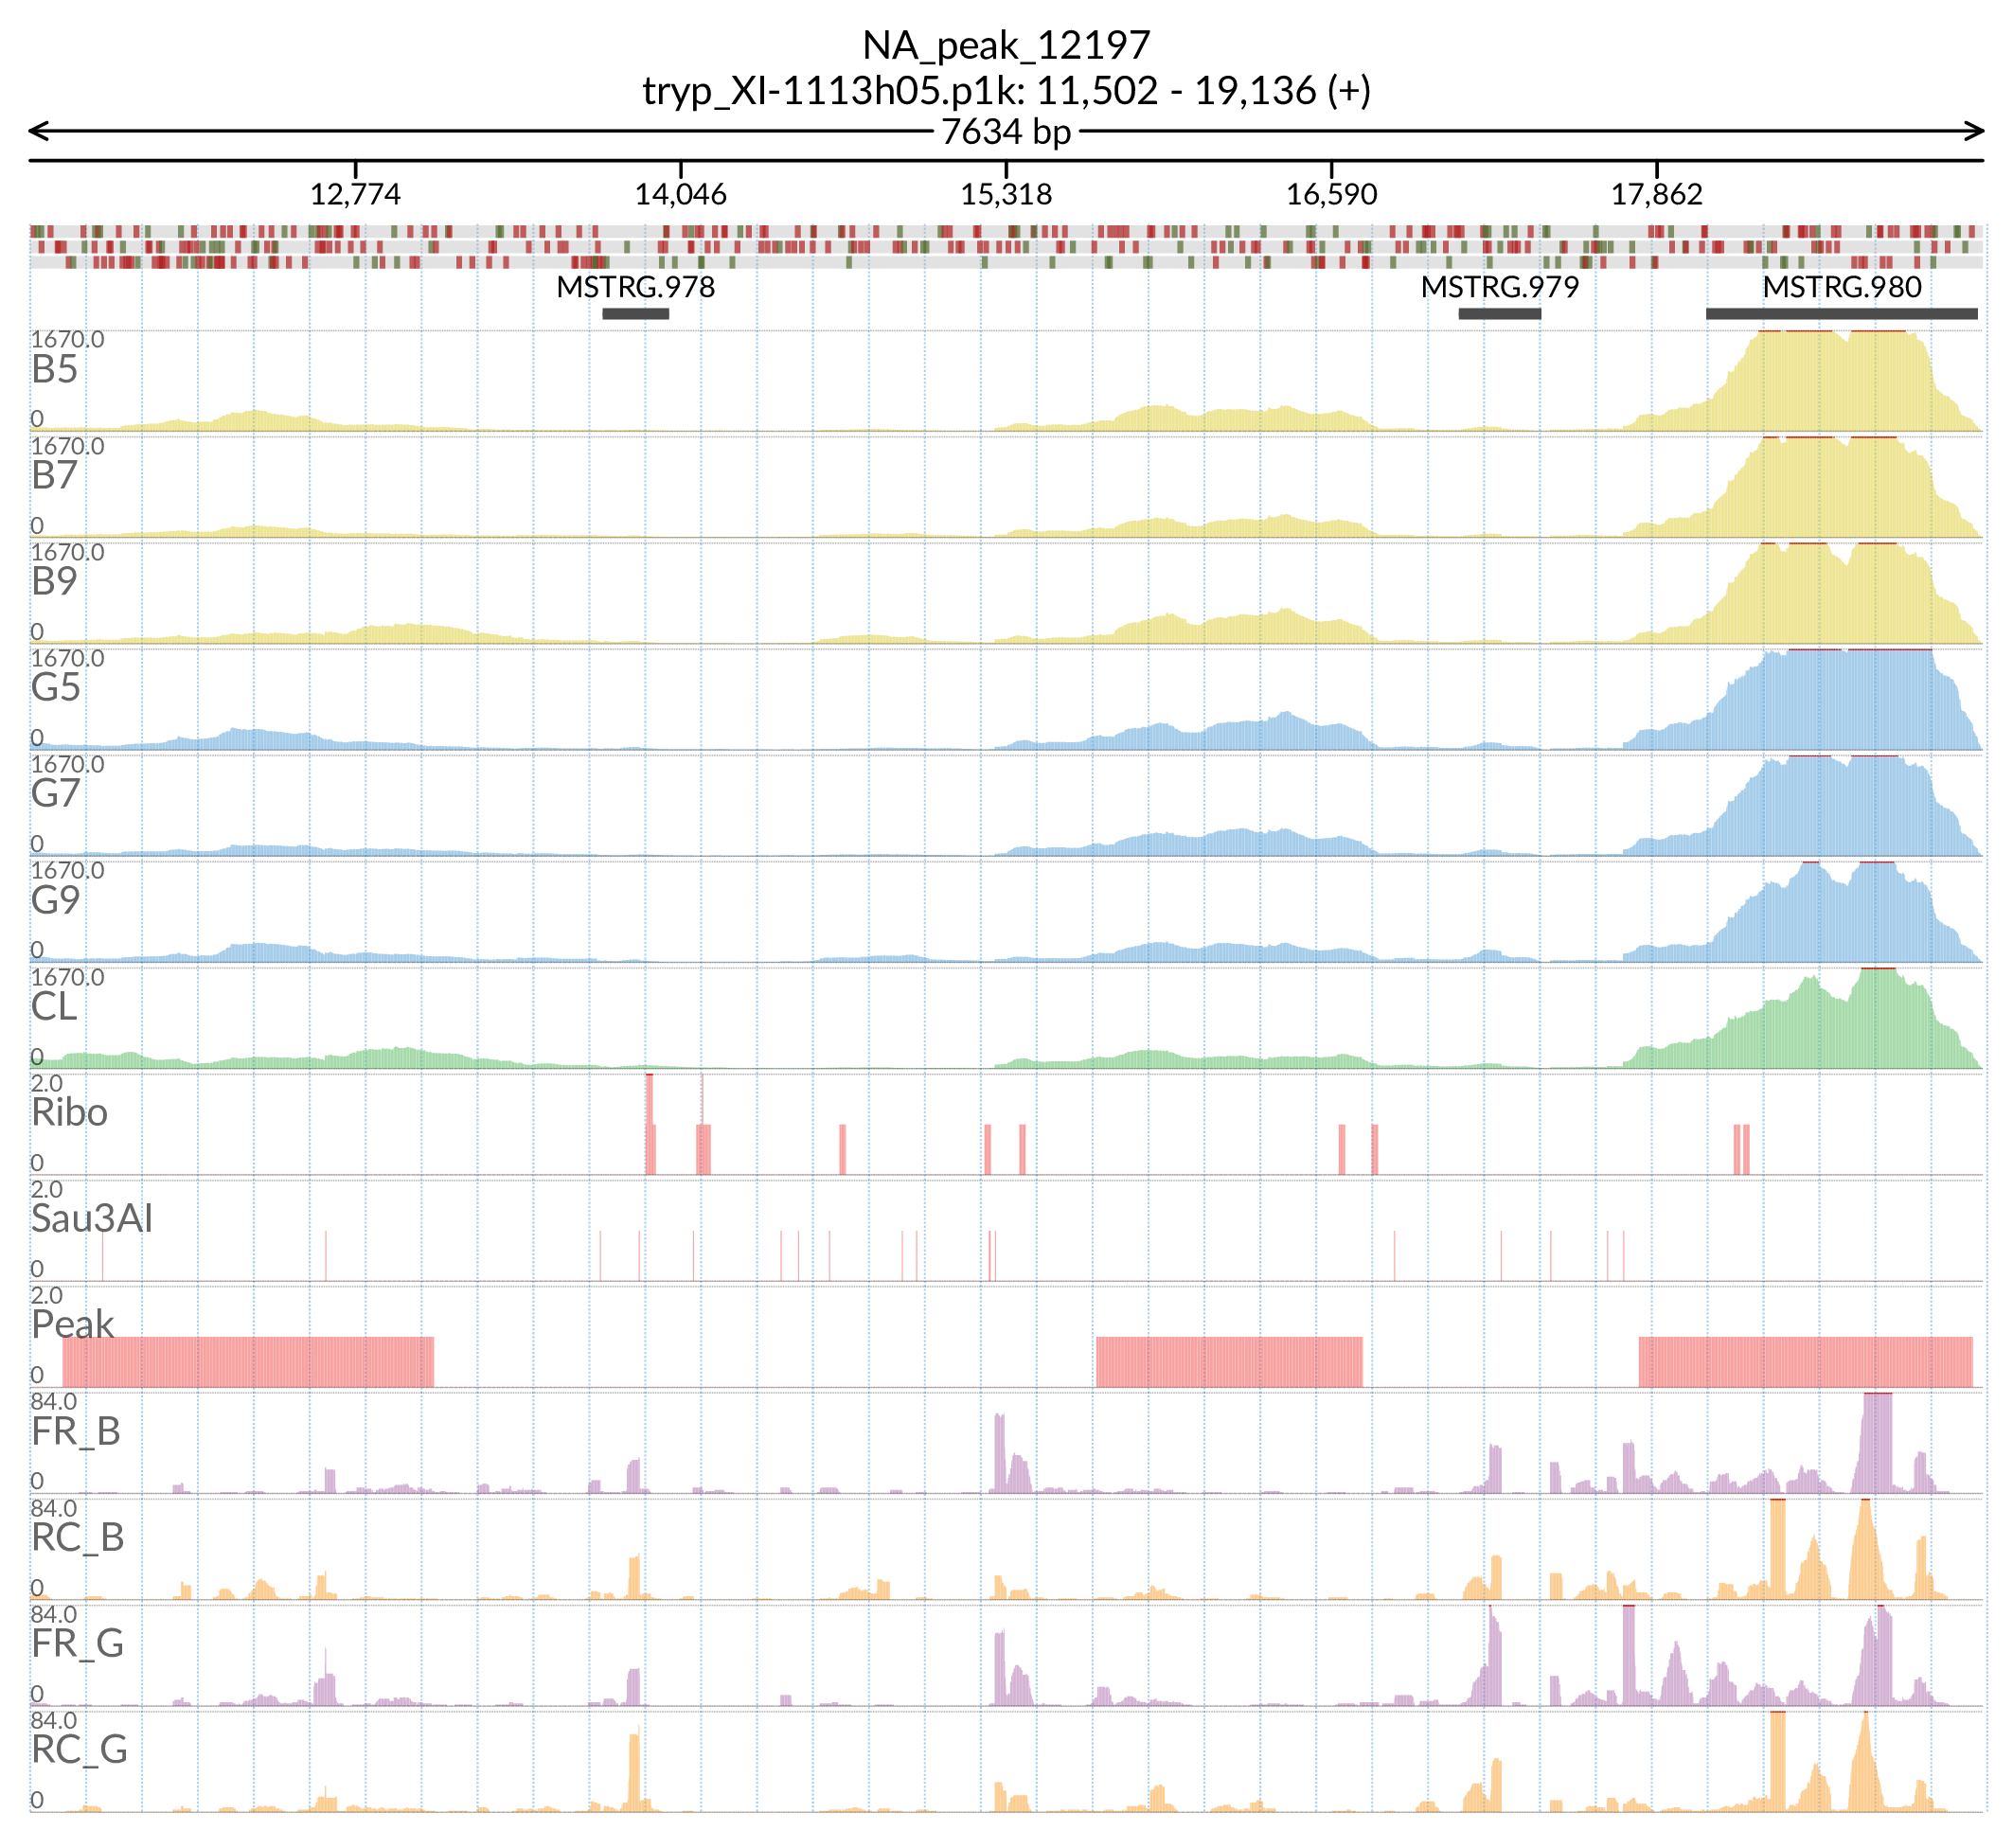 NA_peak_12197
tryp_XI-1113h05.p1k: 11,502 - 19,136 (+)
7634 bp
12,774 14,046 15,318 16,590 17,862
MSTRG.978 MSTRG.979 MSTRG.980
1670.0
B5
0
1670.0
B7
0
1670.0
B9
0
1670.0
G5
0
1670.0
G7
0
1670.0
G9
0
1670.0
CL
0
2.0
Ribo
0
2.0
Sau3AI
0
2.0
Peak
0
84.0
FR_B
0
84.0
RC_B
0
84.0
FR_G
0
84.0
RC_G
0